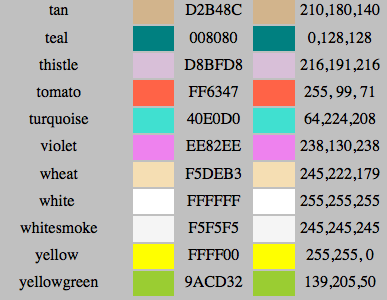 tan D2B48C 210,180,140
teal 008080 0,128,128
thistle D8BFD8 216,191,216
tomato FF6347 255, 99, 71
turquoise 40E0D0 64,224,208
violet EE82EE 238,130,238
wheat F5DEB3 245,222,179
white FFFFFF 255,255,255
whitesmoke F5F5F5 245,245,245
yellow FFFF00 255,255, 0
yellowgreen 9ACD32 139,205,50